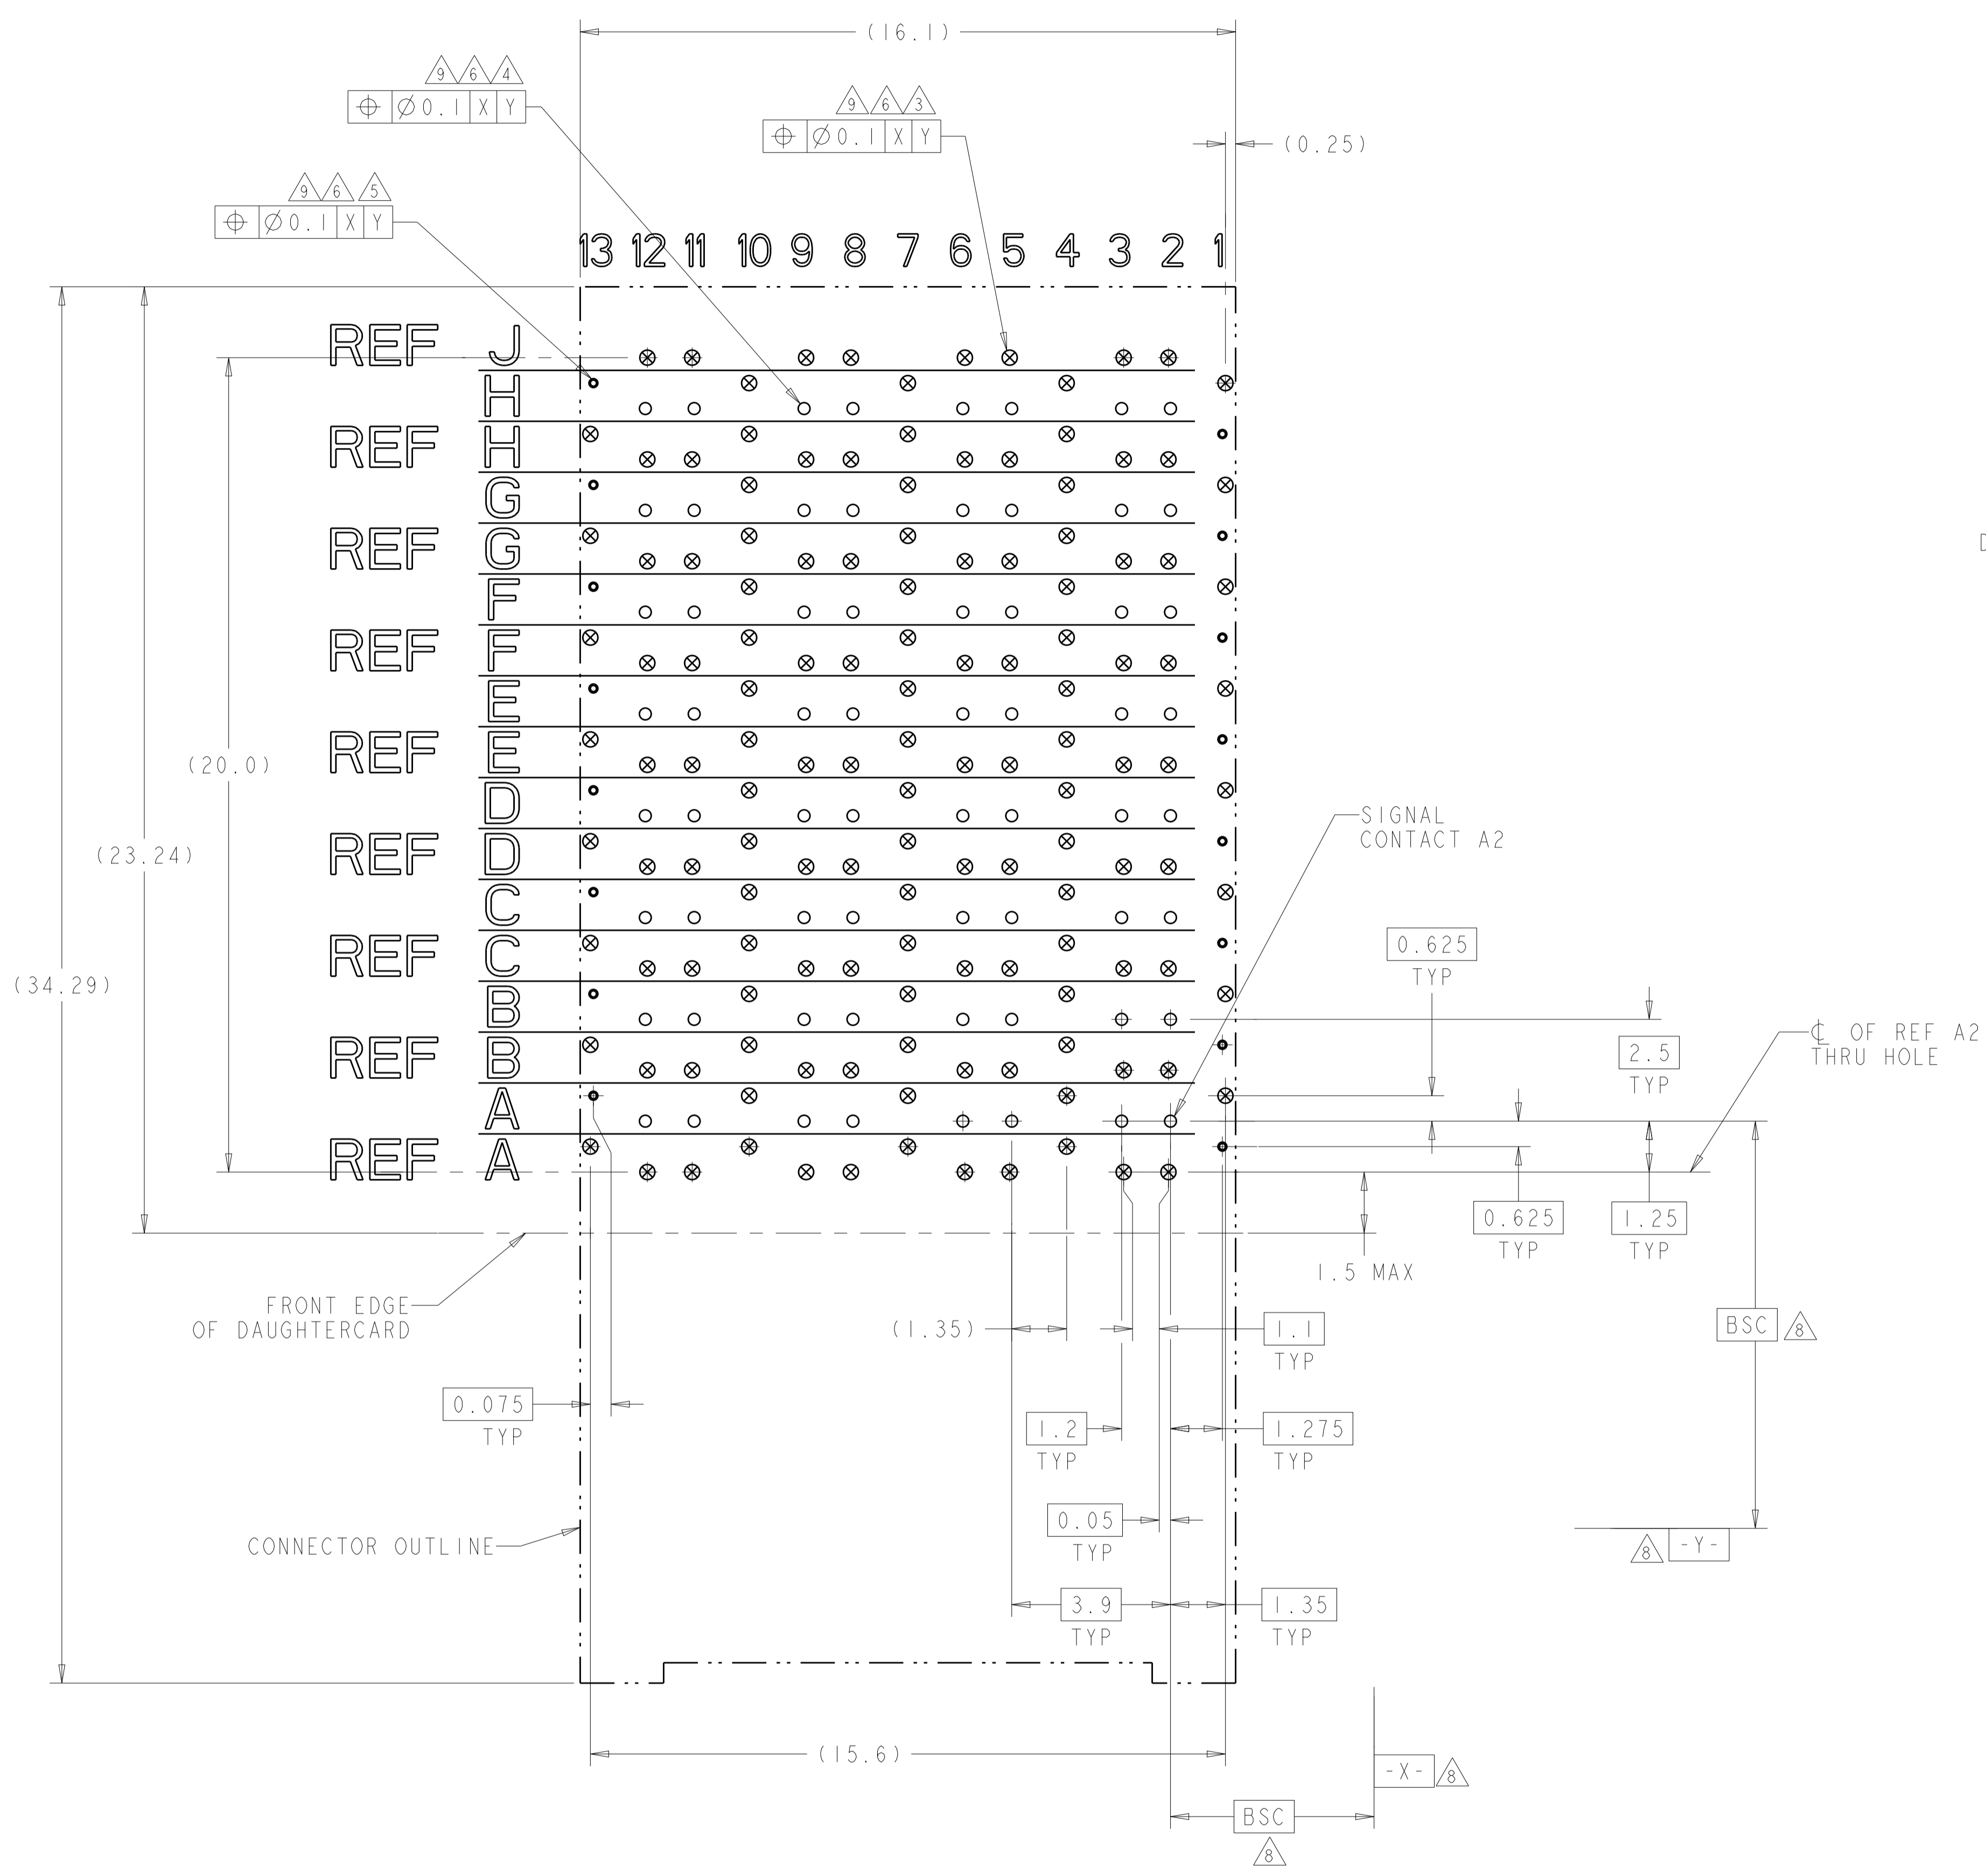 (16.1)
9 6 4
⌖ ⌀0.1 X Y
9 6 3
⌖ ⌀0.1 X Y
(0.25)
9 6 5
⌖ ⌀0.1 X Y
13 12 11 10 9 8 7 6 5 4 3 2 1
REF J
H
REF H
G
REF G
F
REF F
E
REF E
D
REF D
C
REF C
B
REF B
A
REF A
(20.0)
(23.24)
(34.29)
SIGNAL
CONTACT A2
0.625
TYP
2.5
TYP
℄ OF REF A2
THRU HOLE
0.625
TYP
1.25
TYP
1.5 MAX
FRONT EDGE
OF DAUGHTERCARD
(1.35)
1.1
TYP
BSC 8
0.075
TYP
1.2
TYP
1.275
TYP
0.05
TYP
CONNECTOR OUTLINE
8 -Y-
3.9
TYP
1.35
TYP
(15.6)
-X- 8
BSC
8